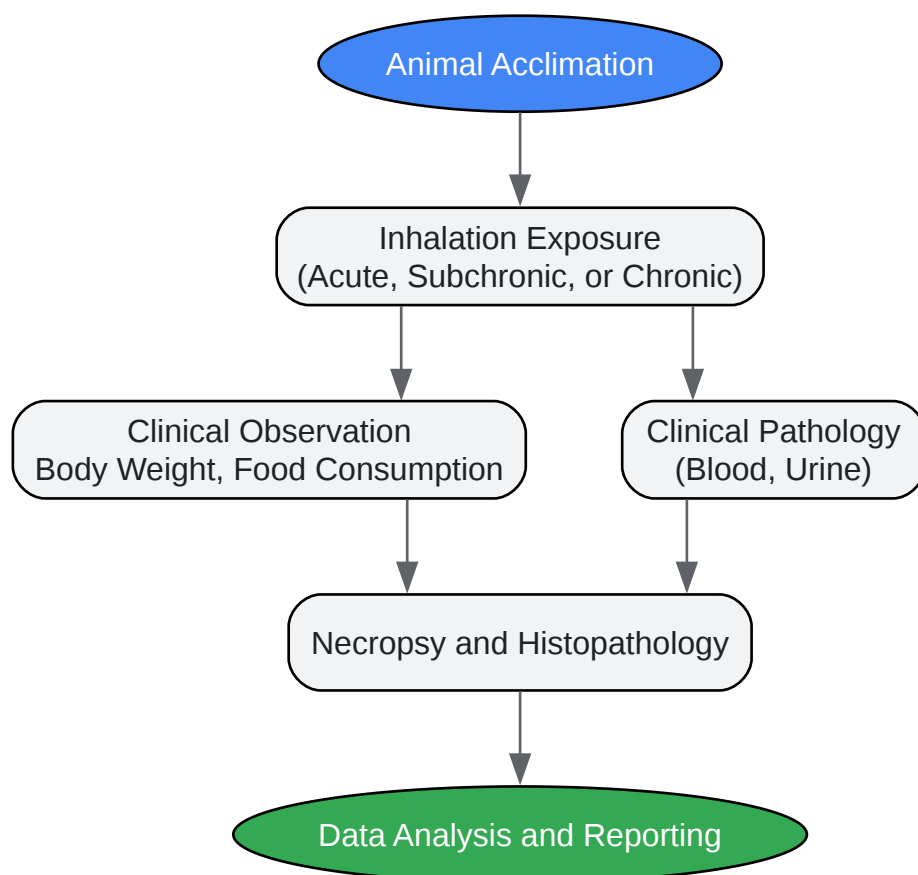 Animal Acclimation
Inhalation Exposure
(Acute, Subchronic, or Chronic)
Clinical Observation
Body Weight, Food Consumption
Clinical Pathology
(Blood, Urine)
Necropsy and Histopathology
Data Analysis and Reporting